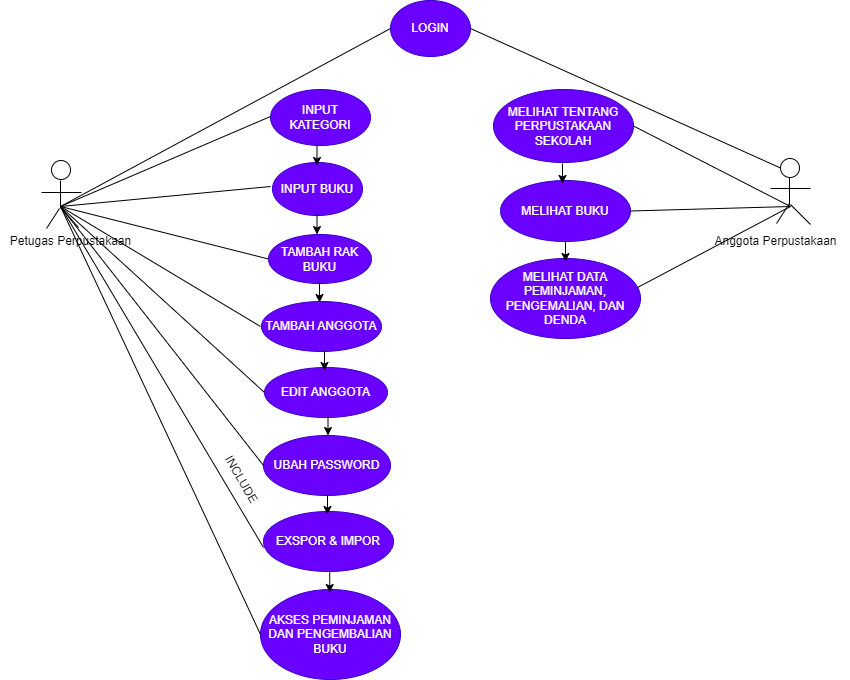 LOGIN
INPUT
KATEGORI
INPUT BUKU
TAMBAH RAK
BUKU
TAMBAH ANGGOTA
EDIT ANGGOTA
UBAH PASSWORD
EXSPOR & IMPOR
AKSES PEMINJAMAN
DAN PENGEMBALIAN
BUKU
INCLUDE
Petugas Perpustakaan
MELIHAT TENTANG
PERPUSTAKAAN
SEKOLAH
MELIHAT BUKU
MELIHAT DATA
PEMINJAMAN,
PENGEMALIAN, DAN
DENDA
Anggota Perpustakaan